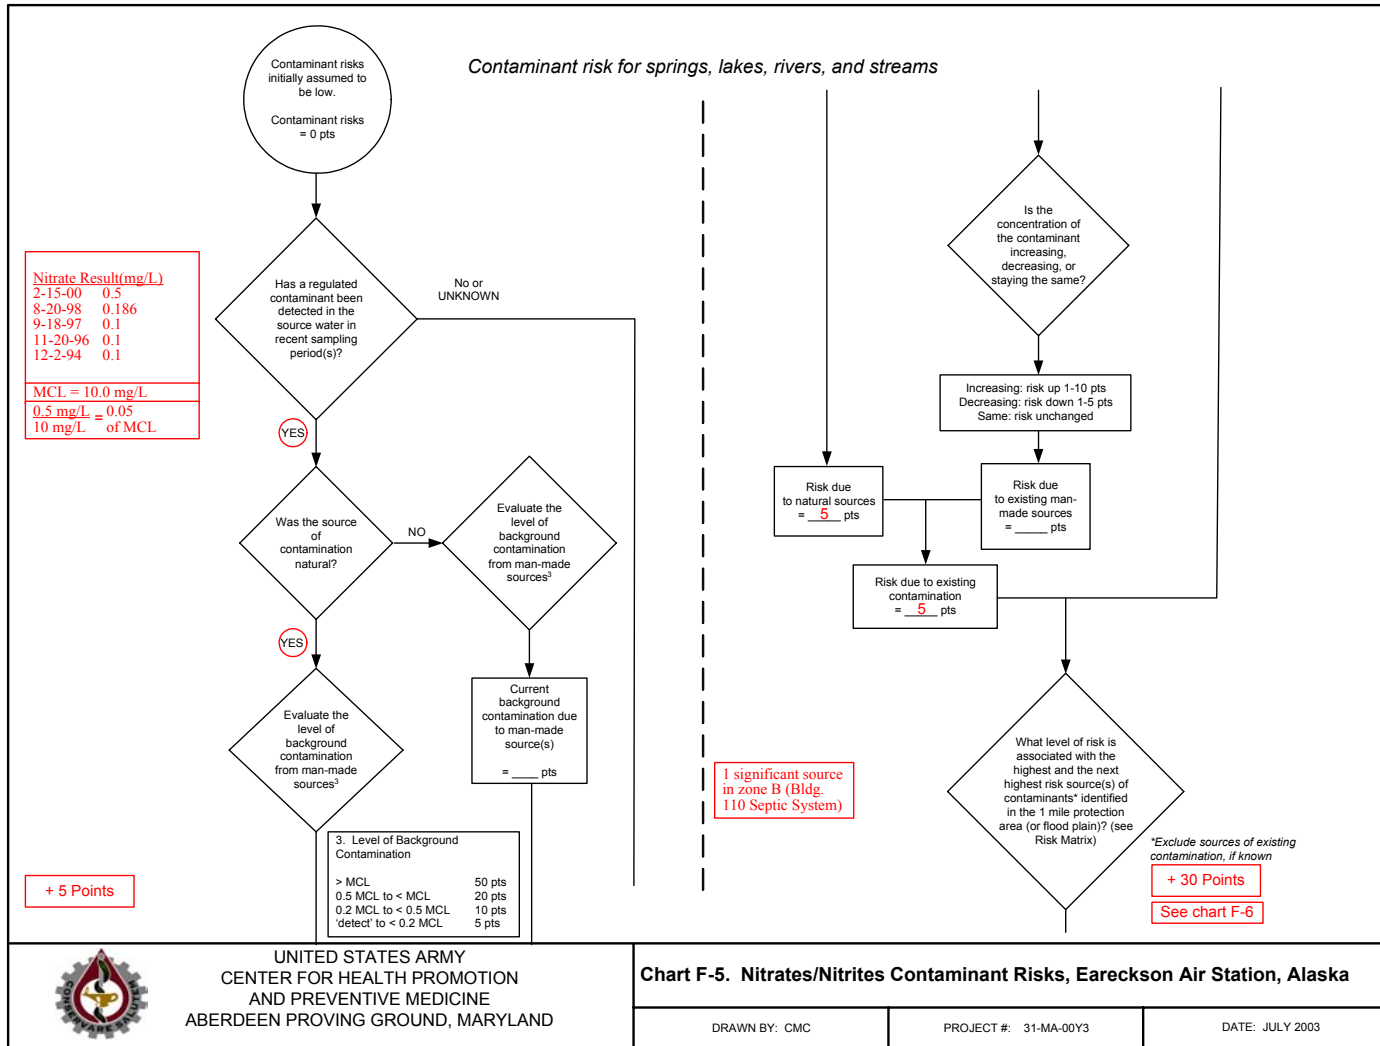 Contaminant risk for springs, lakes, rivers, and streams
Contaminant risks
initially assumed to
be low.
Contaminant risks
= 0 pts
Nitrate Result(mg/L)
2-15-00 0.5
8-20-98 0.186
9-18-97 0.1
11-20-96 0.1
12-2-94 0.1
MCL = 10.0 mg/L
0.5 mg/L = 0.05
10 mg/L of MCL
Has a regulated
contaminant been
detected in the
source water in
recent sampling
period(s)?
No or
UNKNOWN
YES
Was the source
of
contamination
natural?
NO
Evaluate the
level of
background
contamination
from man-made
sources3
YES
Evaluate the
level of
background
contamination
from man-made
sources3
Current
background
contamination due
to man-made
source(s)
= ____ pts
3. Level of Background
Contamination
> MCL 50 pts
0.5 MCL to < MCL 20 pts
0.2 MCL to < 0.5 MCL 10 pts
'detect' to < 0.2 MCL 5 pts
+ 5 Points
Is the
concentration of
the contaminant
increasing,
decreasing, or
staying the same?
Increasing: risk up 1-10 pts
Decreasing: risk down 1-5 pts
Same: risk unchanged
Risk due
to natural sources
= __5__ pts
Risk due
to existing man-
made sources
= _____ pts
Risk due to existing
contamination
= __5__ pts
1 significant source
in zone B (Bldg.
110 Septic System)
What level of risk is
associated with the
highest and the next
highest risk source(s) of
contaminants* identified
in the 1 mile protection
area (or flood plain)? (see
Risk Matrix)
*Exclude sources of existing
contamination, if known
+ 30 Points
See chart F-6
CONSERVARE SALUTEM
UNITED STATES ARMY
CENTER FOR HEALTH PROMOTION
AND PREVENTIVE MEDICINE
ABERDEEN PROVING GROUND, MARYLAND
Chart F-5. Nitrates/Nitrites Contaminant Risks, Eareckson Air Station, Alaska
DRAWN BY: CMC
PROJECT #: 31-MA-00Y3
DATE: JULY 2003